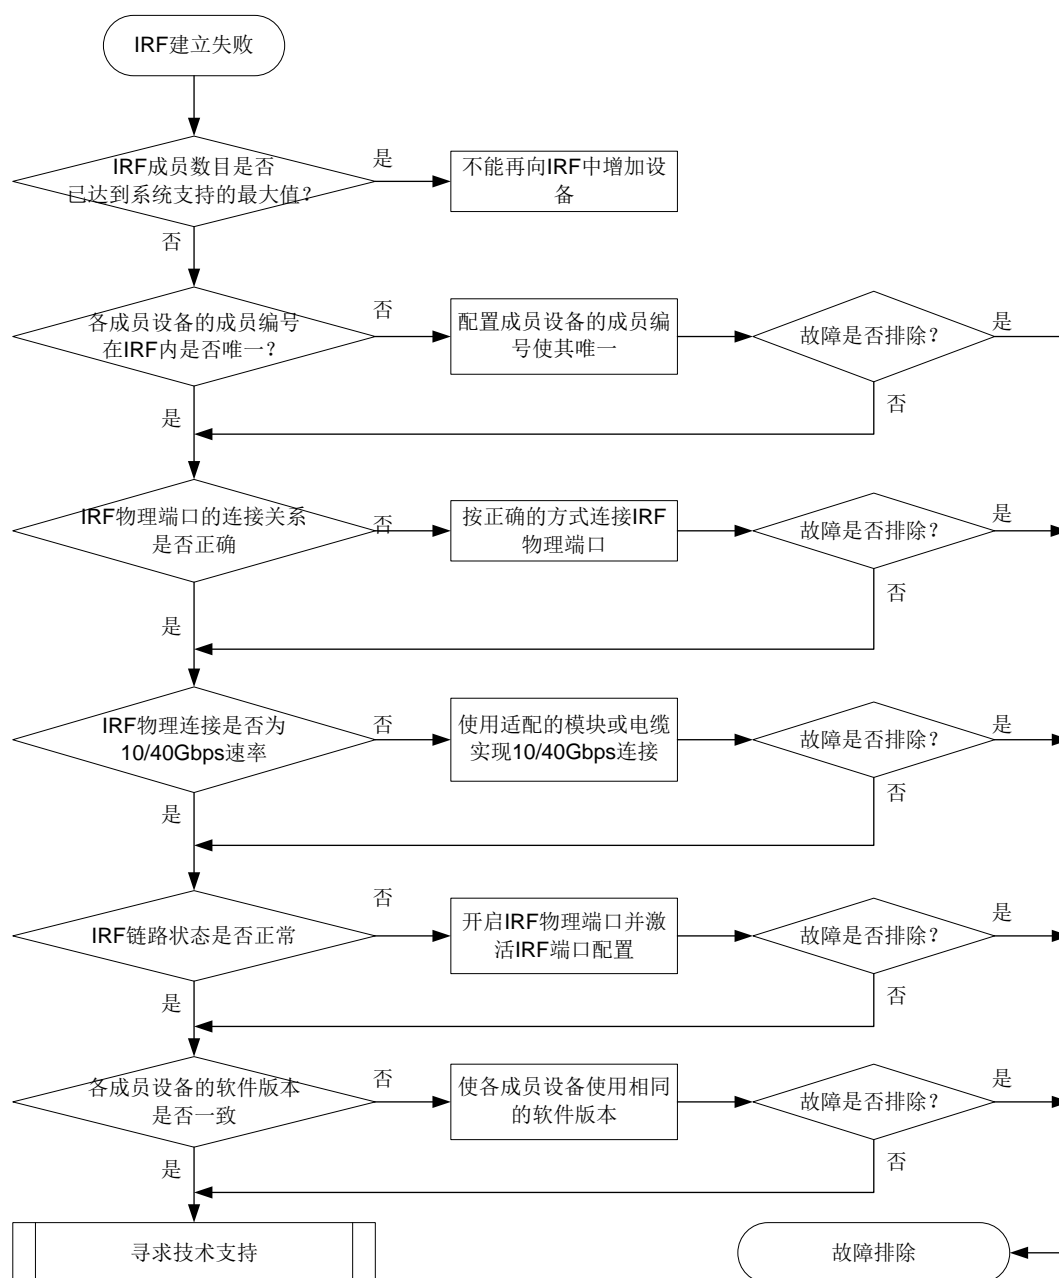 IRF建立失败
IRF成员数目是否
已达到系统支持的最大值?
是
不能再向IRF中增加设
备
否
各成员设备的成员编号
在IRF内是否唯一?
否
配置成员设备的成员编
号使其唯一
故障是否排除?
是
是
否
IRF物理端口的连接关系
是否正确
否
按正确的方式连接IRF
物理端口
故障是否排除?
是
是
否
IRF物理连接是否为
10/40Gbps速率
否
使用适配的模块或电缆
实现10/40Gbps连接
故障是否排除?
是
是
否
IRF链路状态是否正常
否
开启IRF物理端口并激
活IRF端口配置
故障是否排除?
是
是
否
各成员设备的软件版本
是否一致
否
使各成员设备使用相同
的软件版本
故障是否排除?
是
是
否
寻求技术支持
故障排除